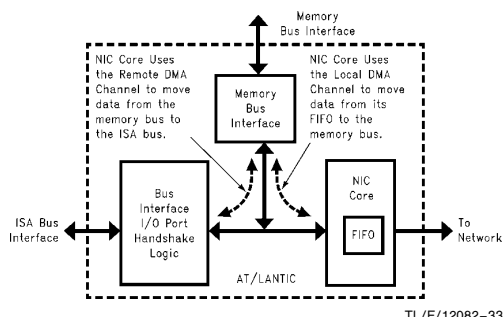 Memory
Bus Interface
NIC Core Uses
the Remote DMA
Channel to move
data from the
memory bus to
the ISA bus.
NIC Core Uses
the Local DMA
Channel to move
data from its
FIFO to the
memory bus.
Memory
Bus
Interface
Bus
Interface
I/O Port
Handshake
Logic
NIC
Core
FIFO
ISA Bus
Interface
To
Network
AT/LANTIC
TL/F/12082-33